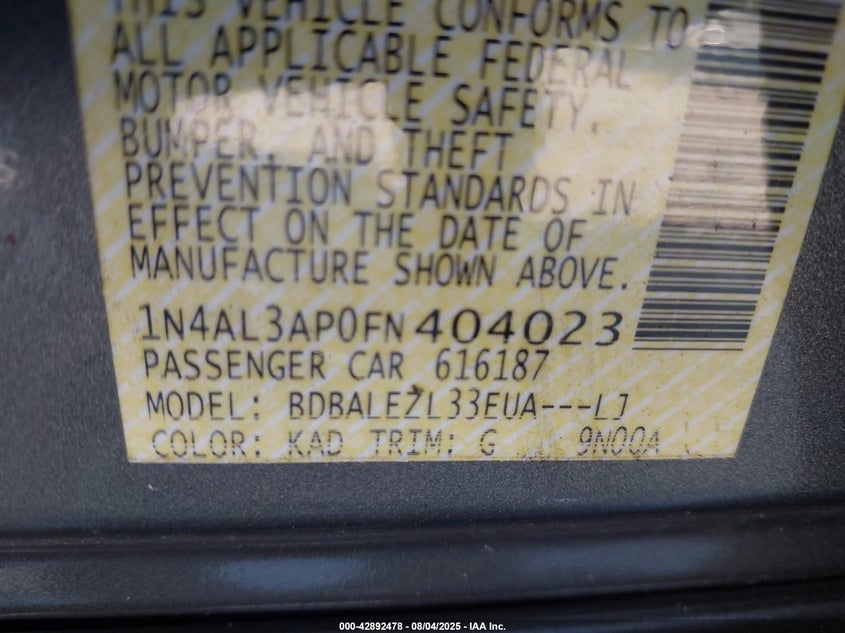 THIS VEHICLE CONFORMS TO
ALL APPLICABLE FEDERAL
MOTOR VEHICLE SAFETY,
BUMPER, AND THEFT
PREVENTION STANDARDS IN
EFFECT ON THE DATE OF
MANUFACTURE SHOWN ABOVE.
1N4AL3AP0FN404023
PASSENGER CAR 616187
MODEL: BDBALEZL33EUA---LJ
COLOR: KAD TRIM: G 9N00A
000-42892478 - 08/04/2025 - IAA Inc.